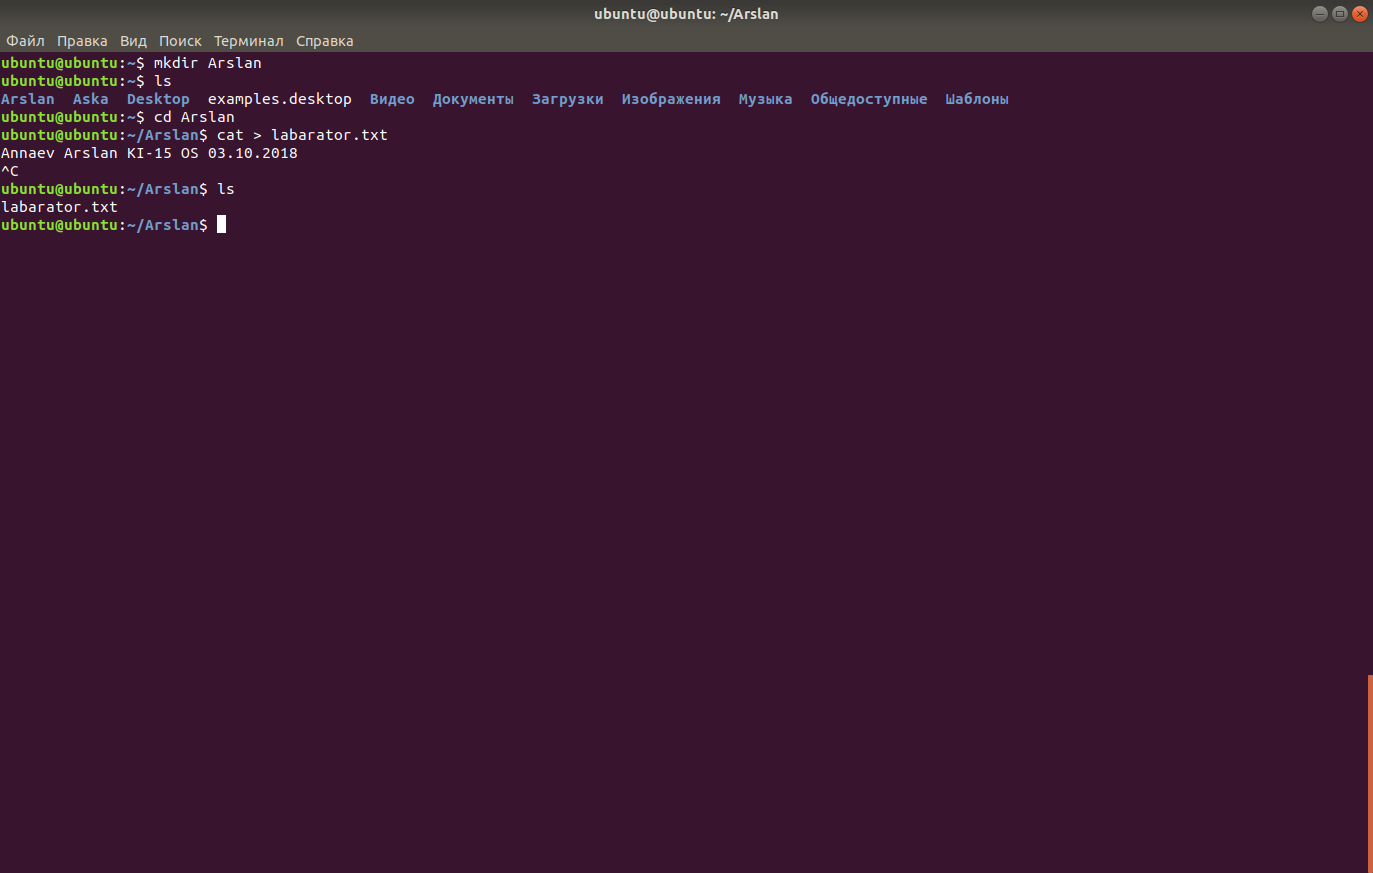 ubuntu@ubuntu: ~/Arslan
Файл Правка Вид Поиск Терминал Справка
ubuntu@ubuntu:~$ mkdir Arslan
ubuntu@ubuntu:~$ ls
Arslan Aska Desktop examples.desktop Видео Документы Загрузки Изображения Музыка Общедоступные Шаблоны
ubuntu@ubuntu:~$ cd Arslan
ubuntu@ubuntu:~/Arslan$ cat > labarator.txt
Annaev Arslan KI-15 OS 03.10.2018
^C
ubuntu@ubuntu:~/Arslan$ ls
labarator.txt
ubuntu@ubuntu:~/Arslan$